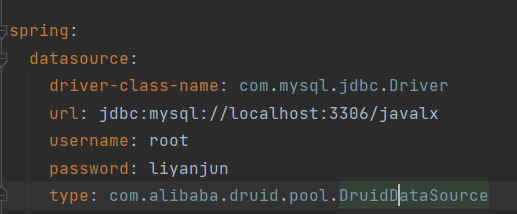 spring:
datasource:
driver-class-name: com.mysql.jdbc.Driver
url: jdbc:mysql://localhost:3306/javalx
username: root
password: liyanjun
type: com.alibaba.druid.pool.DruidDataSource